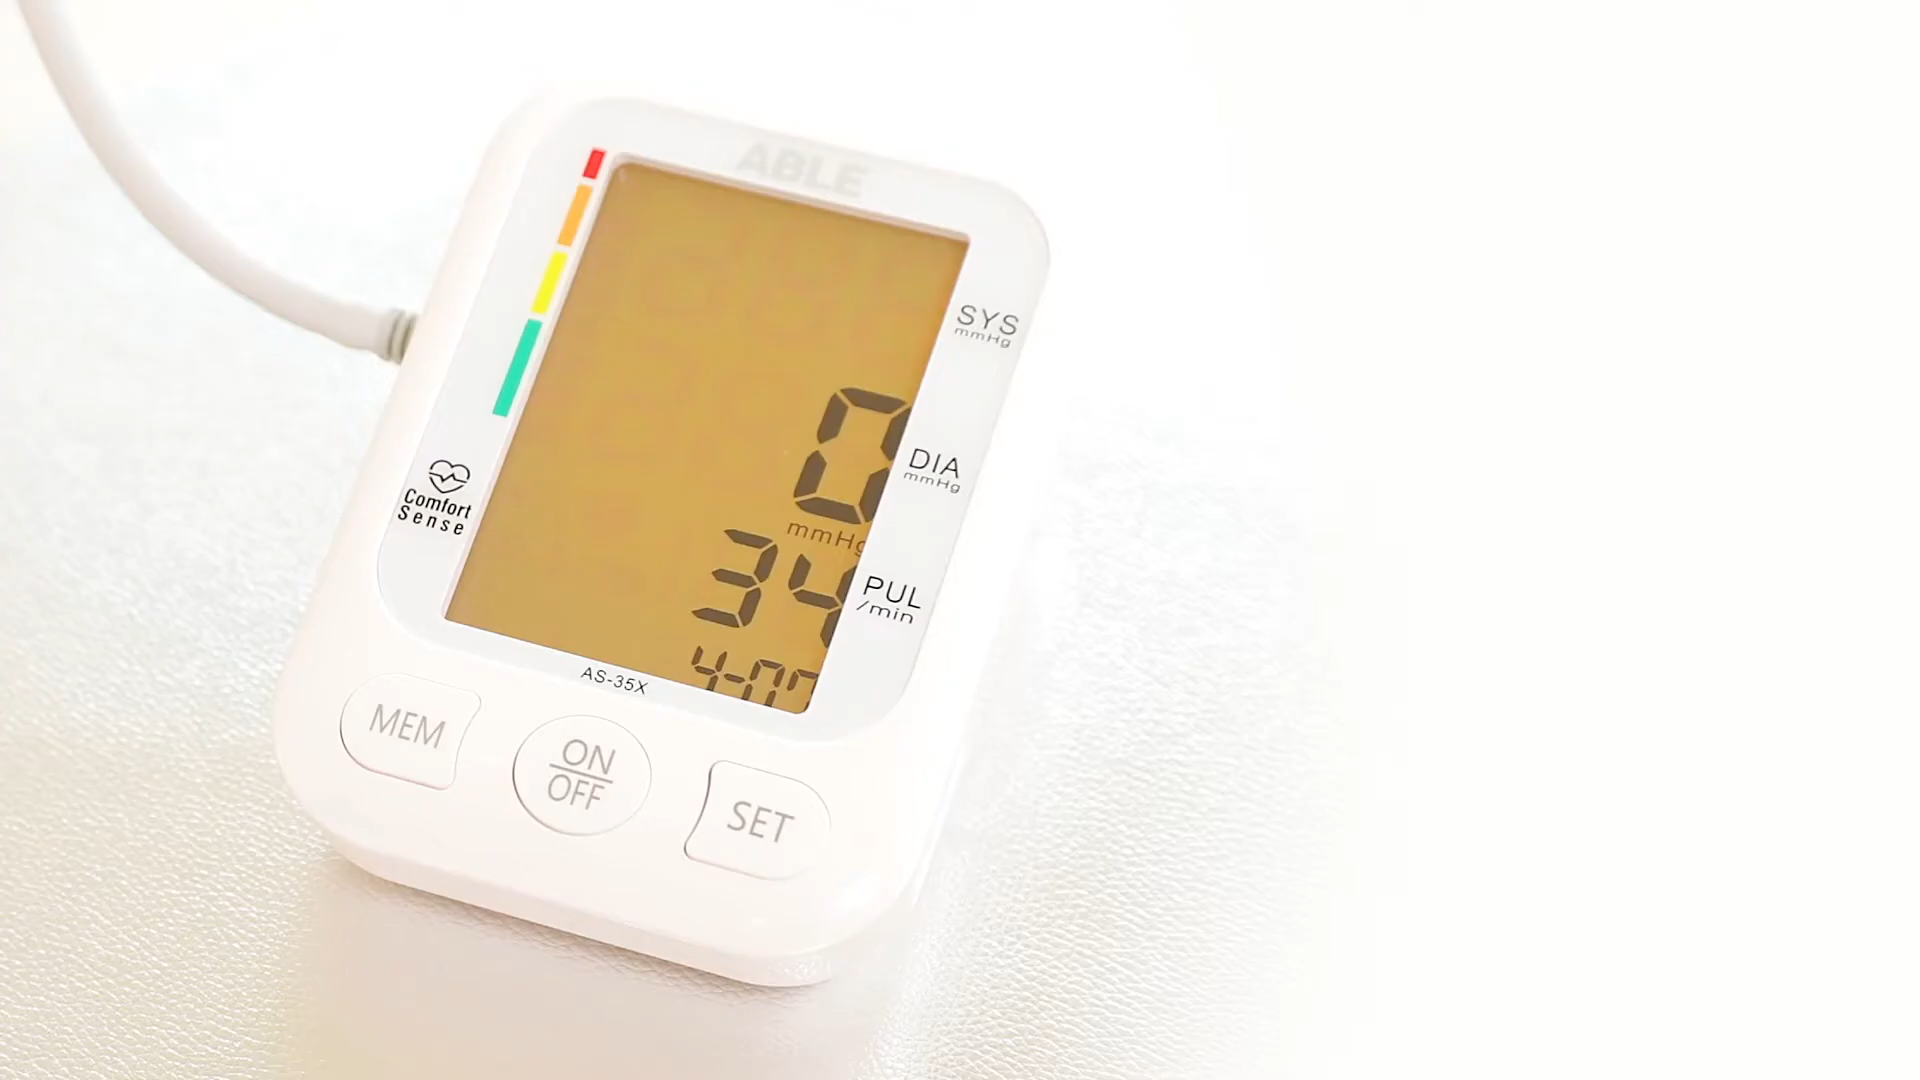 ABLE
SYS
mmHg
0
DIA
mmHg
mmHg
34
PUL
/min
Comfort
Sense
AS-35X
MEM
ON
OFF
SET